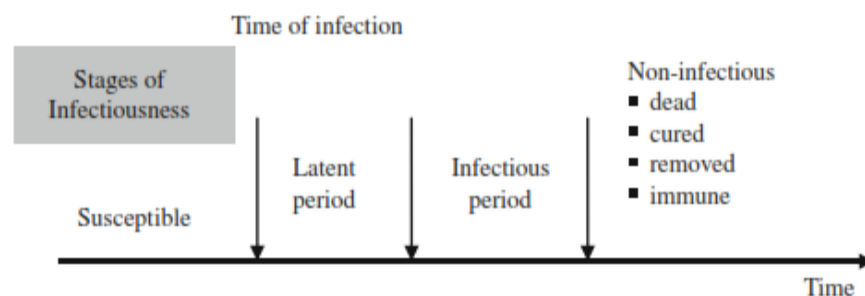 Time of infection
Stages of
Infectiousness
Non-infectious
▪ dead
▪ cured
▪ removed
▪ immune
Latent
period
Infectious
period
Susceptible
Time